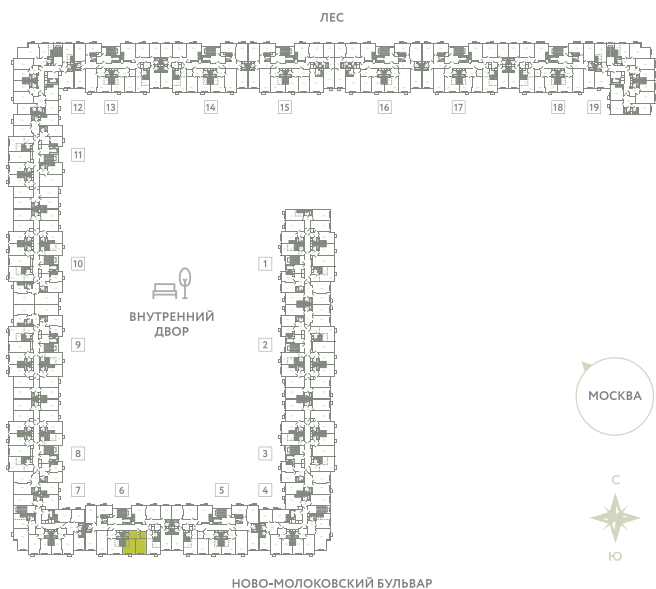 ЛЕС
12 13 14 15 16 17 18 19
11
10 1
ВНУТРЕННИЙ
ДВОР
9 2
МОСКВА
8 3
7 6 5 4
С
Ю
НОВО-МОЛОКОВСКИЙ БУЛЬВАР